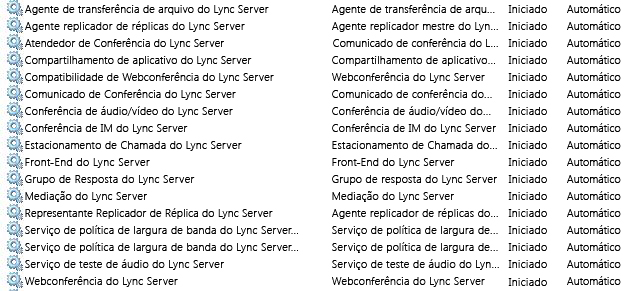 Agente de transferência de arquivo do Lync Server Agente de transferência de arqu... Iniciado Automático
Agente replicador de réplicas do Lync Server Agente replicador mestre do Lyn... Iniciado Automático
Atendedor de Conferência do Lync Server Comunicado de conferência do L... Iniciado Automático
Compartilhamento de aplicativo do Lync Server Compartilhamento de aplicativo... Iniciado Automático
Compatibilidade de Webconferência do Lync Server Webconferência do Lync Server Iniciado Automático
Comunicado de Conferência do Lync Server Comunicado de conferência do... Iniciado Automático
Conferência de áudio/vídeo do Lync Server Conferência de áudio/vídeo do... Iniciado Automático
Conferência de IM do Lync Server Conferência de IM do Lync Server Iniciado Automático
Estacionamento de Chamada do Lync Server Estacionamento de Chamada do... Iniciado Automático
Front-End do Lync Server Front-End do Lync Server Iniciado Automático
Grupo de Resposta do Lync Server Grupo de resposta do Lync Server Iniciado Automático
Mediação do Lync Server Mediação do Lync Server Iniciado Automático
Representante Replicador de Réplica do Lync Server Agente replicador de réplicas do... Iniciado Automático
Serviço de política de largura de banda do Lync Server... Serviço de política de largura de... Iniciado Automático
Serviço de política de largura de banda do Lync Server... Serviço de política de largura de... Iniciado Automático
Serviço de teste de áudio do Lync Server Serviço de teste de áudio do Lyn... Iniciado Automático
Webconferência do Lync Server Webconferência do Lync Server Iniciado Automático